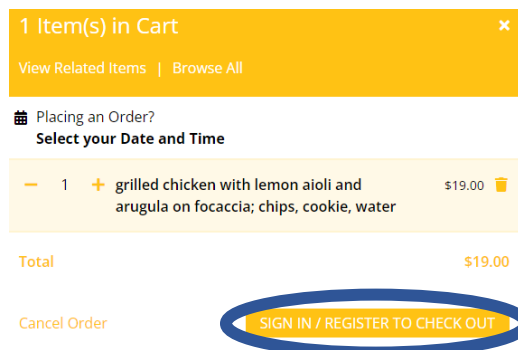 1 Item(s) in Cart ×
View Related Items | Browse All
Placing an Order?
Select your Date and Time
− 1 + grilled chicken with lemon aioli and $19.00
arugula on focaccia; chips, cookie, water
Total $19.00
Cancel Order SIGN IN / REGISTER TO CHECK OUT